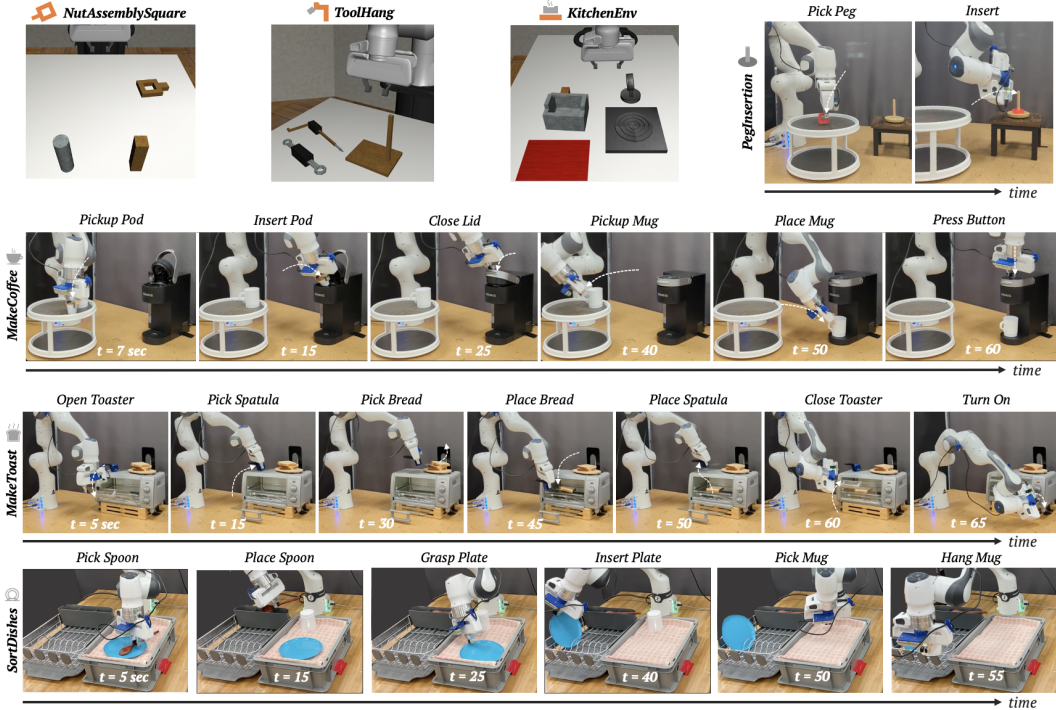 NutAssemblySquare
ToolHang
KitchenEnv
PegInsertion
Pick Peg
Insert
time
MakeCoffee
Pickup Pod
Insert Pod
Close Lid
Pickup Mug
Place Mug
Press Button
t = 7 sec
t = 15
t = 25
t = 40
t = 50
t = 60
time
MakeToast
Open Toaster
Pick Spatula
Pick Bread
Place Bread
Place Spatula
Close Toaster
Turn On
t = 5 sec
t = 15
t = 30
t = 45
t = 50
t = 60
t = 65
time
SortDishes
Pick Spoon
Place Spoon
Grasp Plate
Insert Plate
Pick Mug
Hang Mug
t = 5 sec
t = 15
t = 25
t = 40
t = 50
t = 55
time